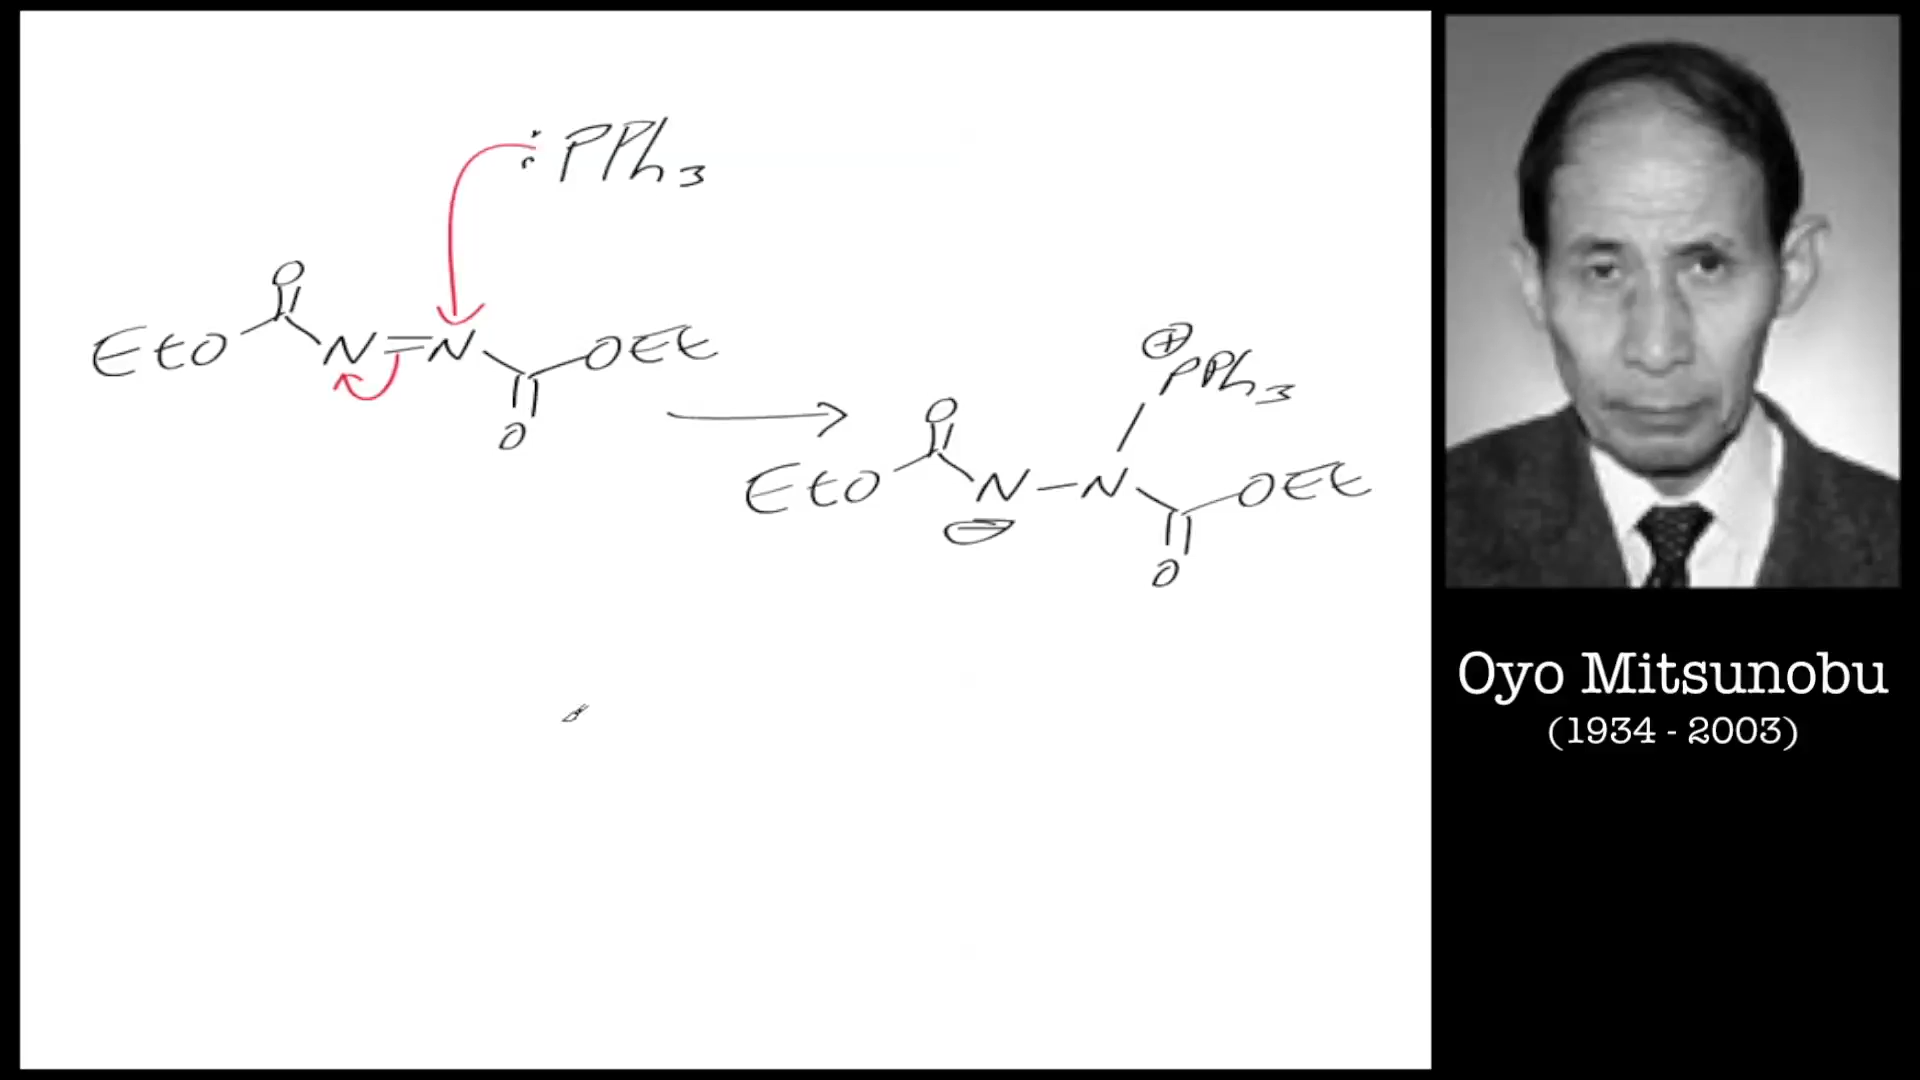 :PPh3
O
EtO N=N OEt
O
⊕
PPh3
O
EtO N-N OEt
⊖
O
Oyo Mitsunobu
(1934 - 2003)